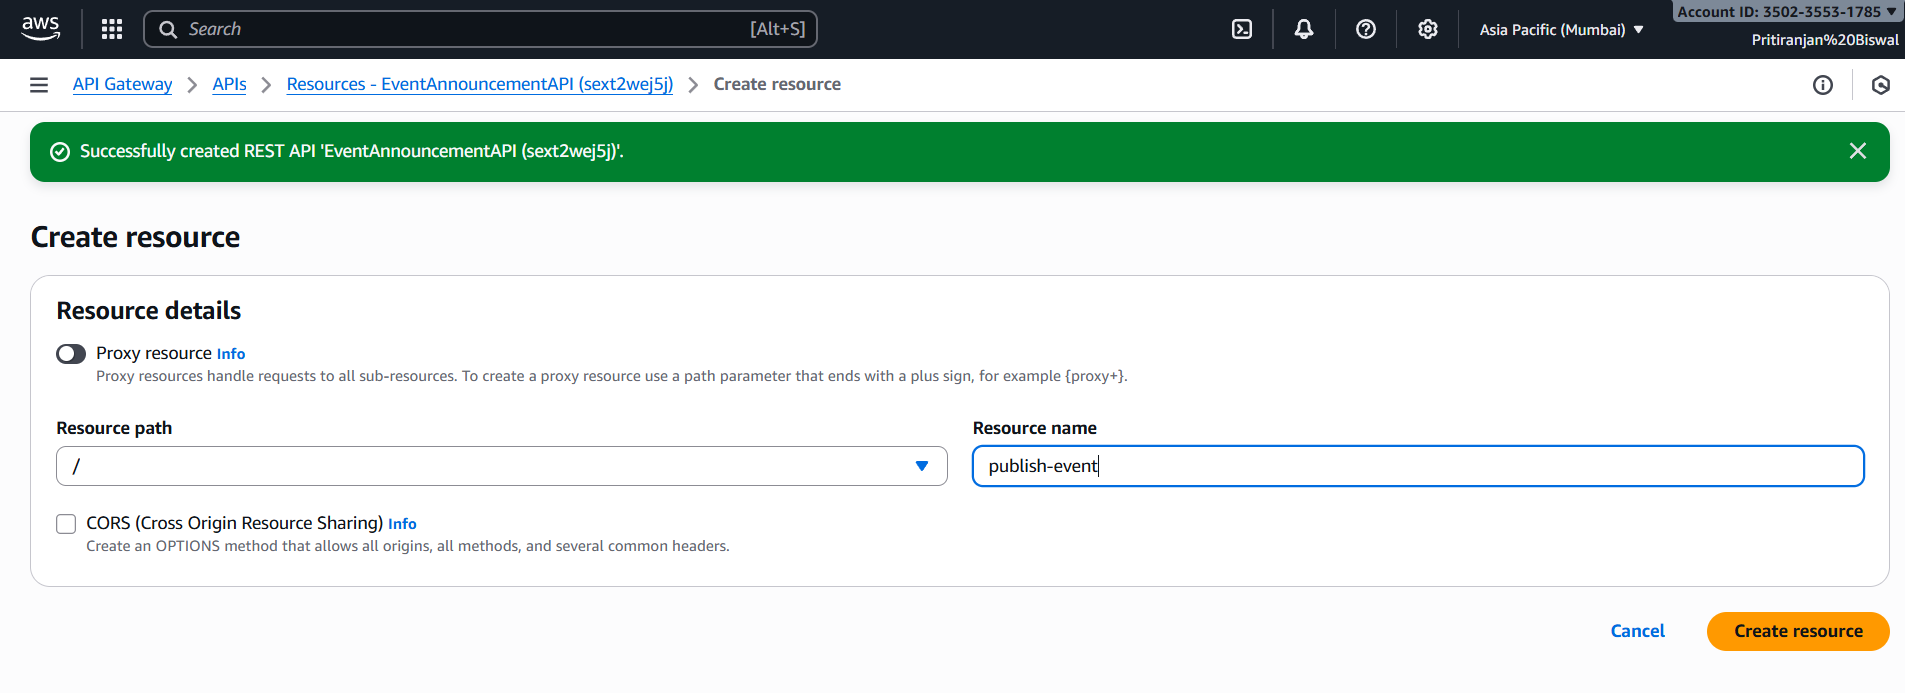 aws
Search
[Alt+S]
Asia Pacific (Mumbai) ▼
Account ID: 3502-3553-1785 ▼
Pritiranjan%20Biswal
API Gateway > APIs > Resources - EventAnnouncementAPI (sext2wej5j) > Create resource
Successfully created REST API 'EventAnnouncementAPI (sext2wej5j)'.
Create resource
Resource details
Proxy resource Info
Proxy resources handle requests to all sub-resources. To create a proxy resource use a path parameter that ends with a plus sign, for example {proxy+}.
Resource path
/
Resource name
publish-event
CORS (Cross Origin Resource Sharing) Info
Create an OPTIONS method that allows all origins, all methods, and several common headers.
Cancel
Create resource